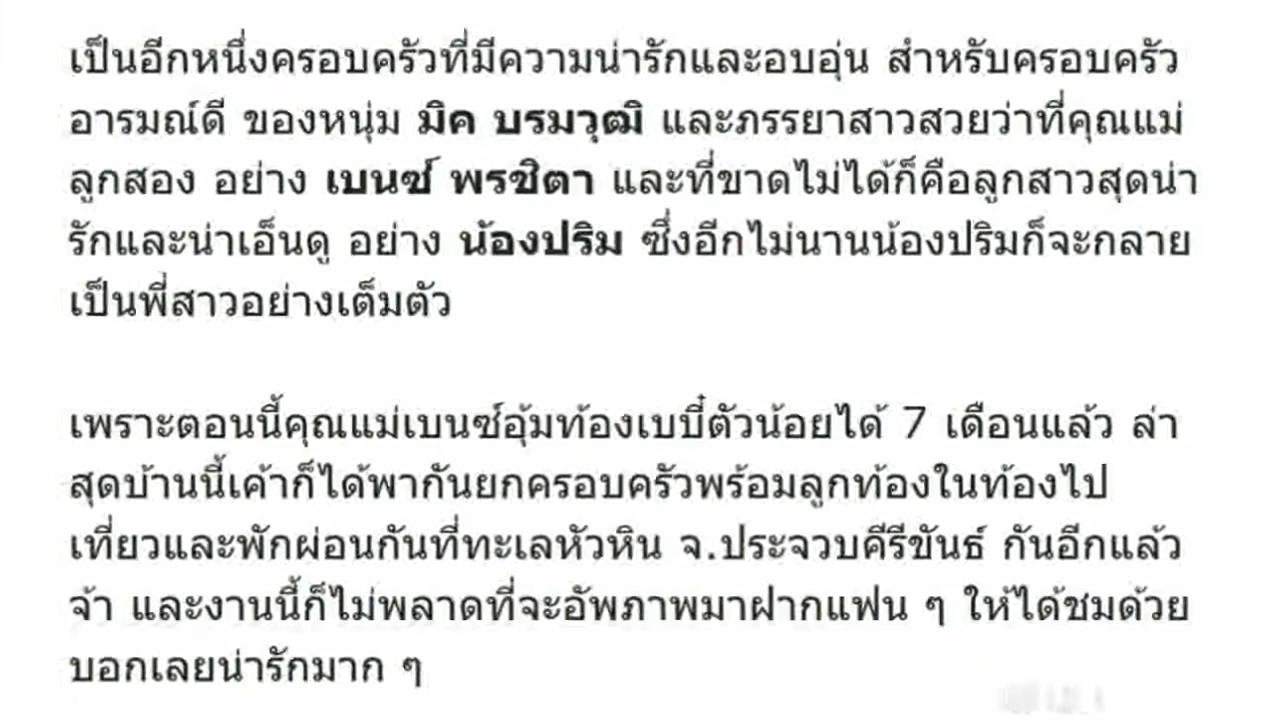 เป็นอีกหนึ่งครอบครัวที่มีความน่ารักและอบอุ่น สำหรับครอบครัว
อารมณ์ดี ของหนุ่ม มิค บรมวุฒิ และภรรยาสาวสวยว่าที่คุณแม่
ลูกสอง อย่าง เบนซ์ พรชิตา และที่ขาดไม่ได้ก็คือลูกสาวสุดน่า
รักและน่าเอ็นดู อย่าง น้องปริม ซึ่งอีกไม่นานน้องปริมก็จะกลาย
เป็นพี่สาวอย่างเต็มตัว
เพราะตอนนี้คุณแม่เบนซ์อุ้มท้องเบบี๋ตัวน้อยได้ 7 เดือนแล้ว ล่า
สุดบ้านนี้เค้าก็ได้พากันยกครอบครัวพร้อมลูกท้องในท้องไป
เที่ยวและพักผ่อนกันที่ทะเลหัวหิน จ.ประจวบคีรีขันธ์ กันอีกแล้ว
จ้า และงานนี้ก็ไม่พลาดที่จะอัพภาพมาฝากแฟน ๆ ให้ได้ชมด้วย
บอกเลยน่ารักมาก ๆ